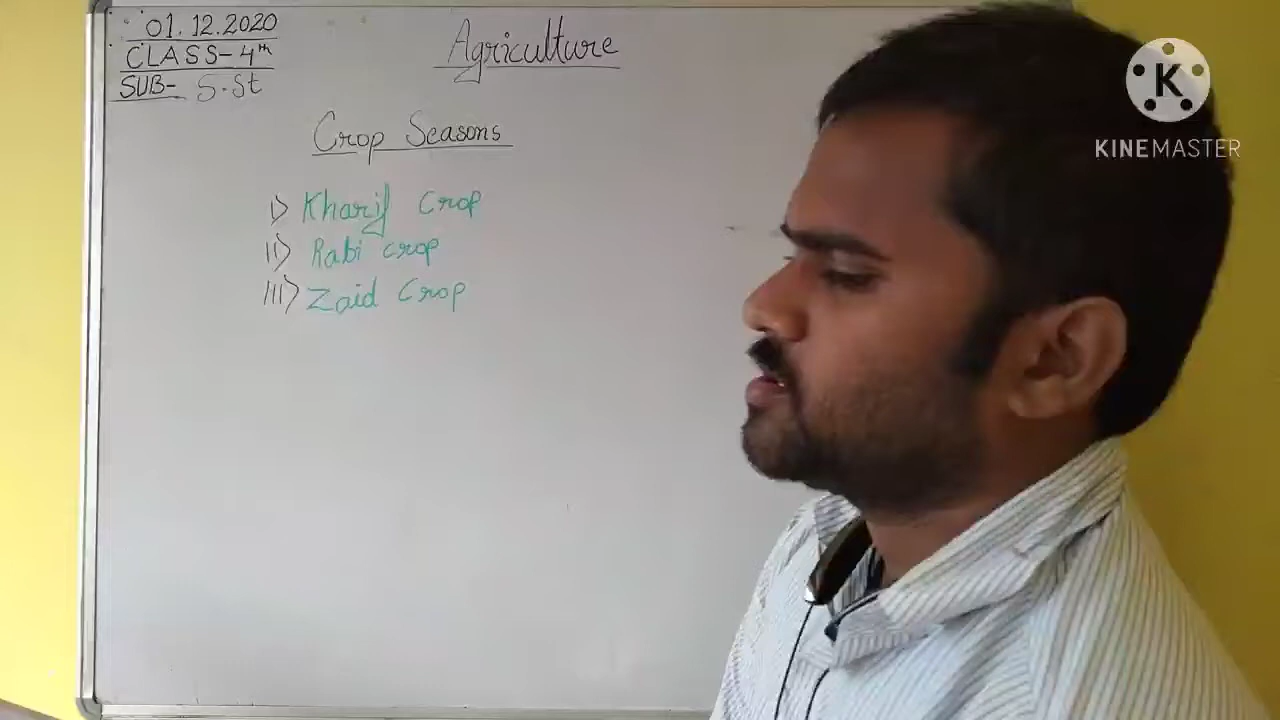 01.12.2020
CLASS-4th
SUB- S.St
Agriculture
Crop Seasons
i) Kharif Crop
ii) Rabi crop
iii) Zaid Crop
K
KINEMASTER